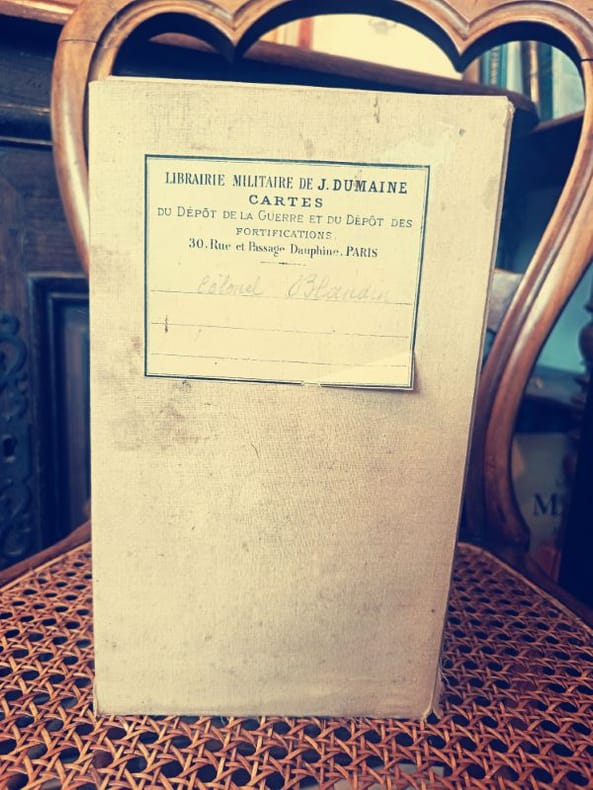 LIBRAIRIE MILITAIRE DE J. DUMAINE
CARTES
DU DÉPÔT DE LA GUERRE ET DU DÉPÔT DES
FORTIFICATIONS.
30, Rue et Passage Dauphine, PARIS
Colonel Blandin
M